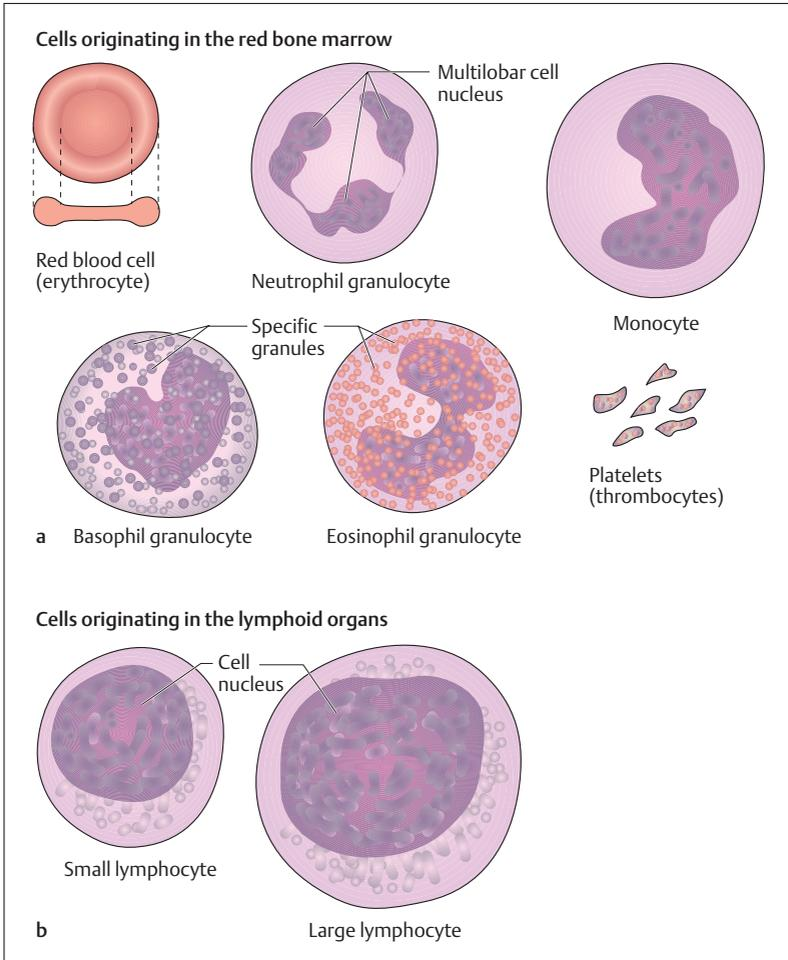 Cells originating in the red bone marrow
Multilobar cell
nucleus
Red blood cell
(erythrocyte)
Neutrophil granulocyte
Monocyte
Specific
granules
Platelets
(thrombocytes)
a Basophil granulocyte
Eosinophil granulocyte
Cells originating in the lymphoid organs
Cell
nucleus
Small lymphocyte
b
Large lymphocyte